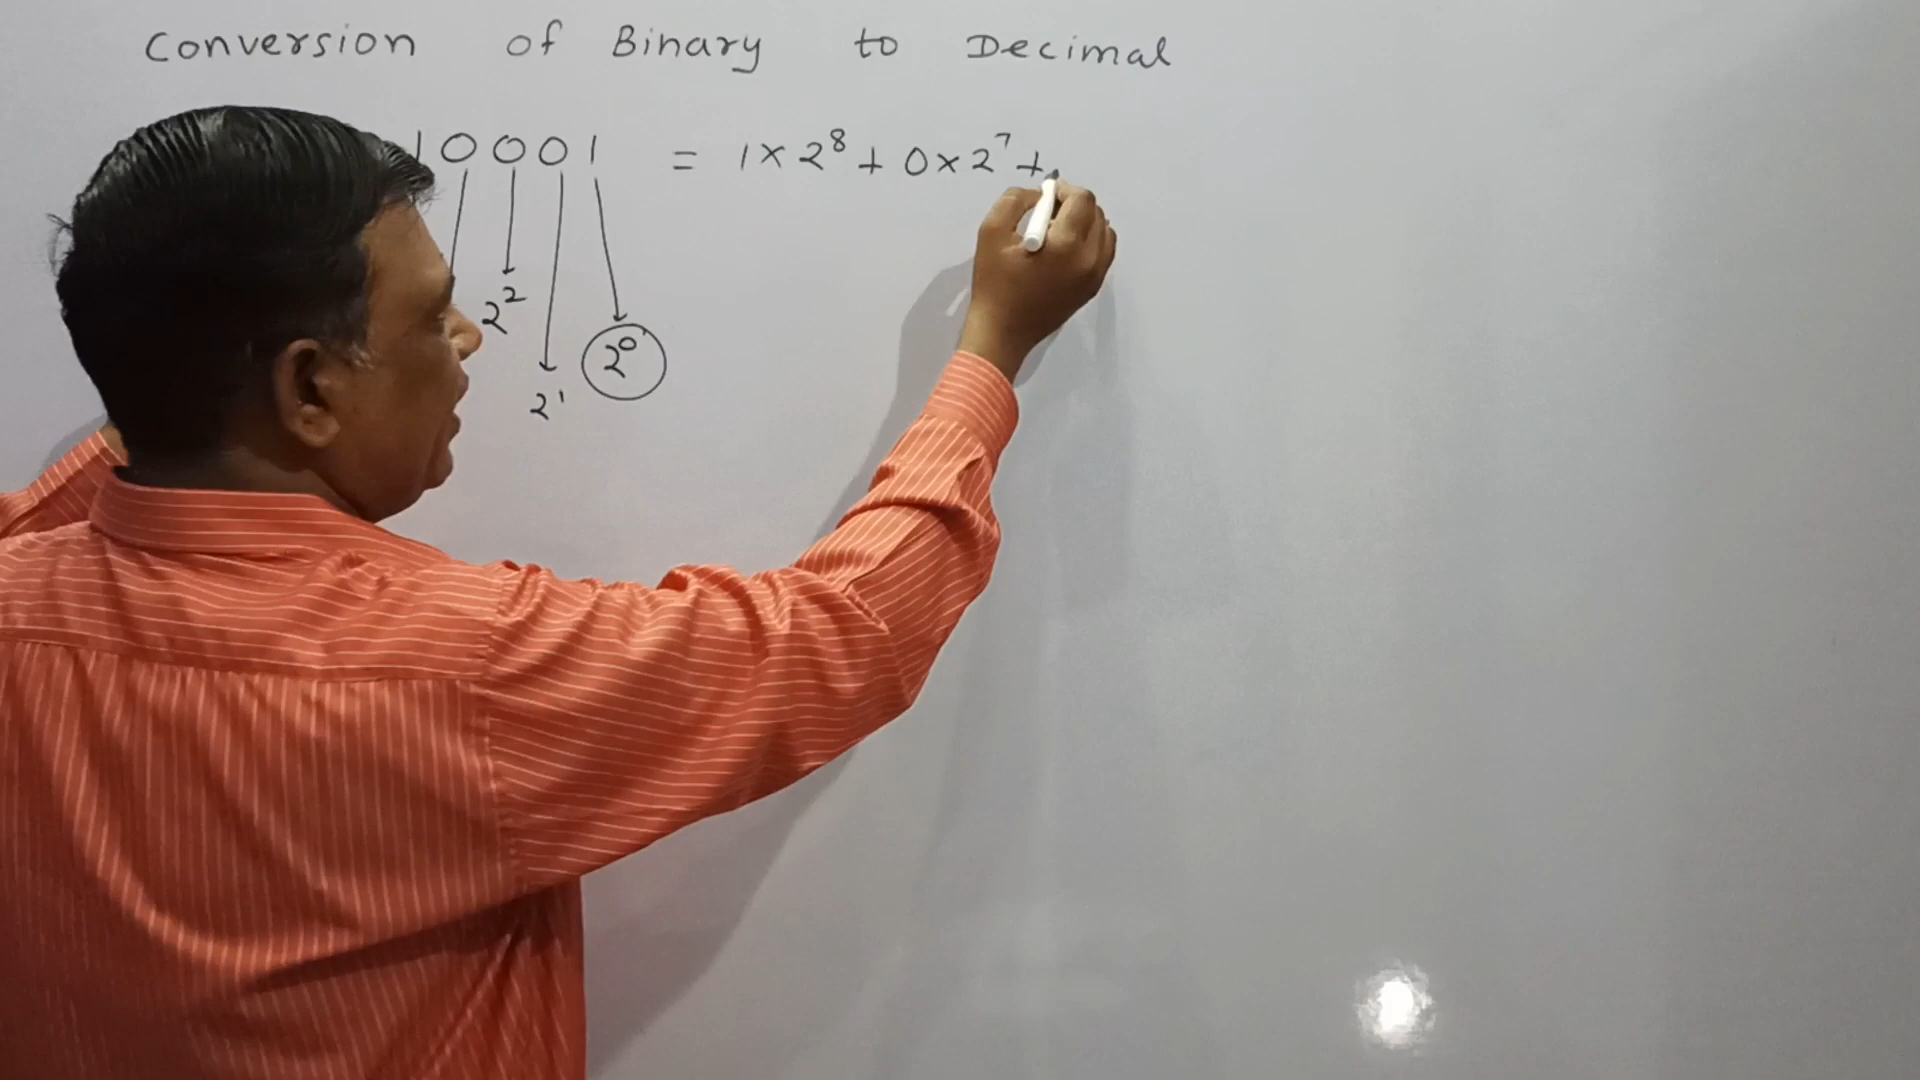 Conversion of Binary to Decimal
10001 = 1 × 2⁸ + 0 × 2⁷ +
2²
2⁰
2¹